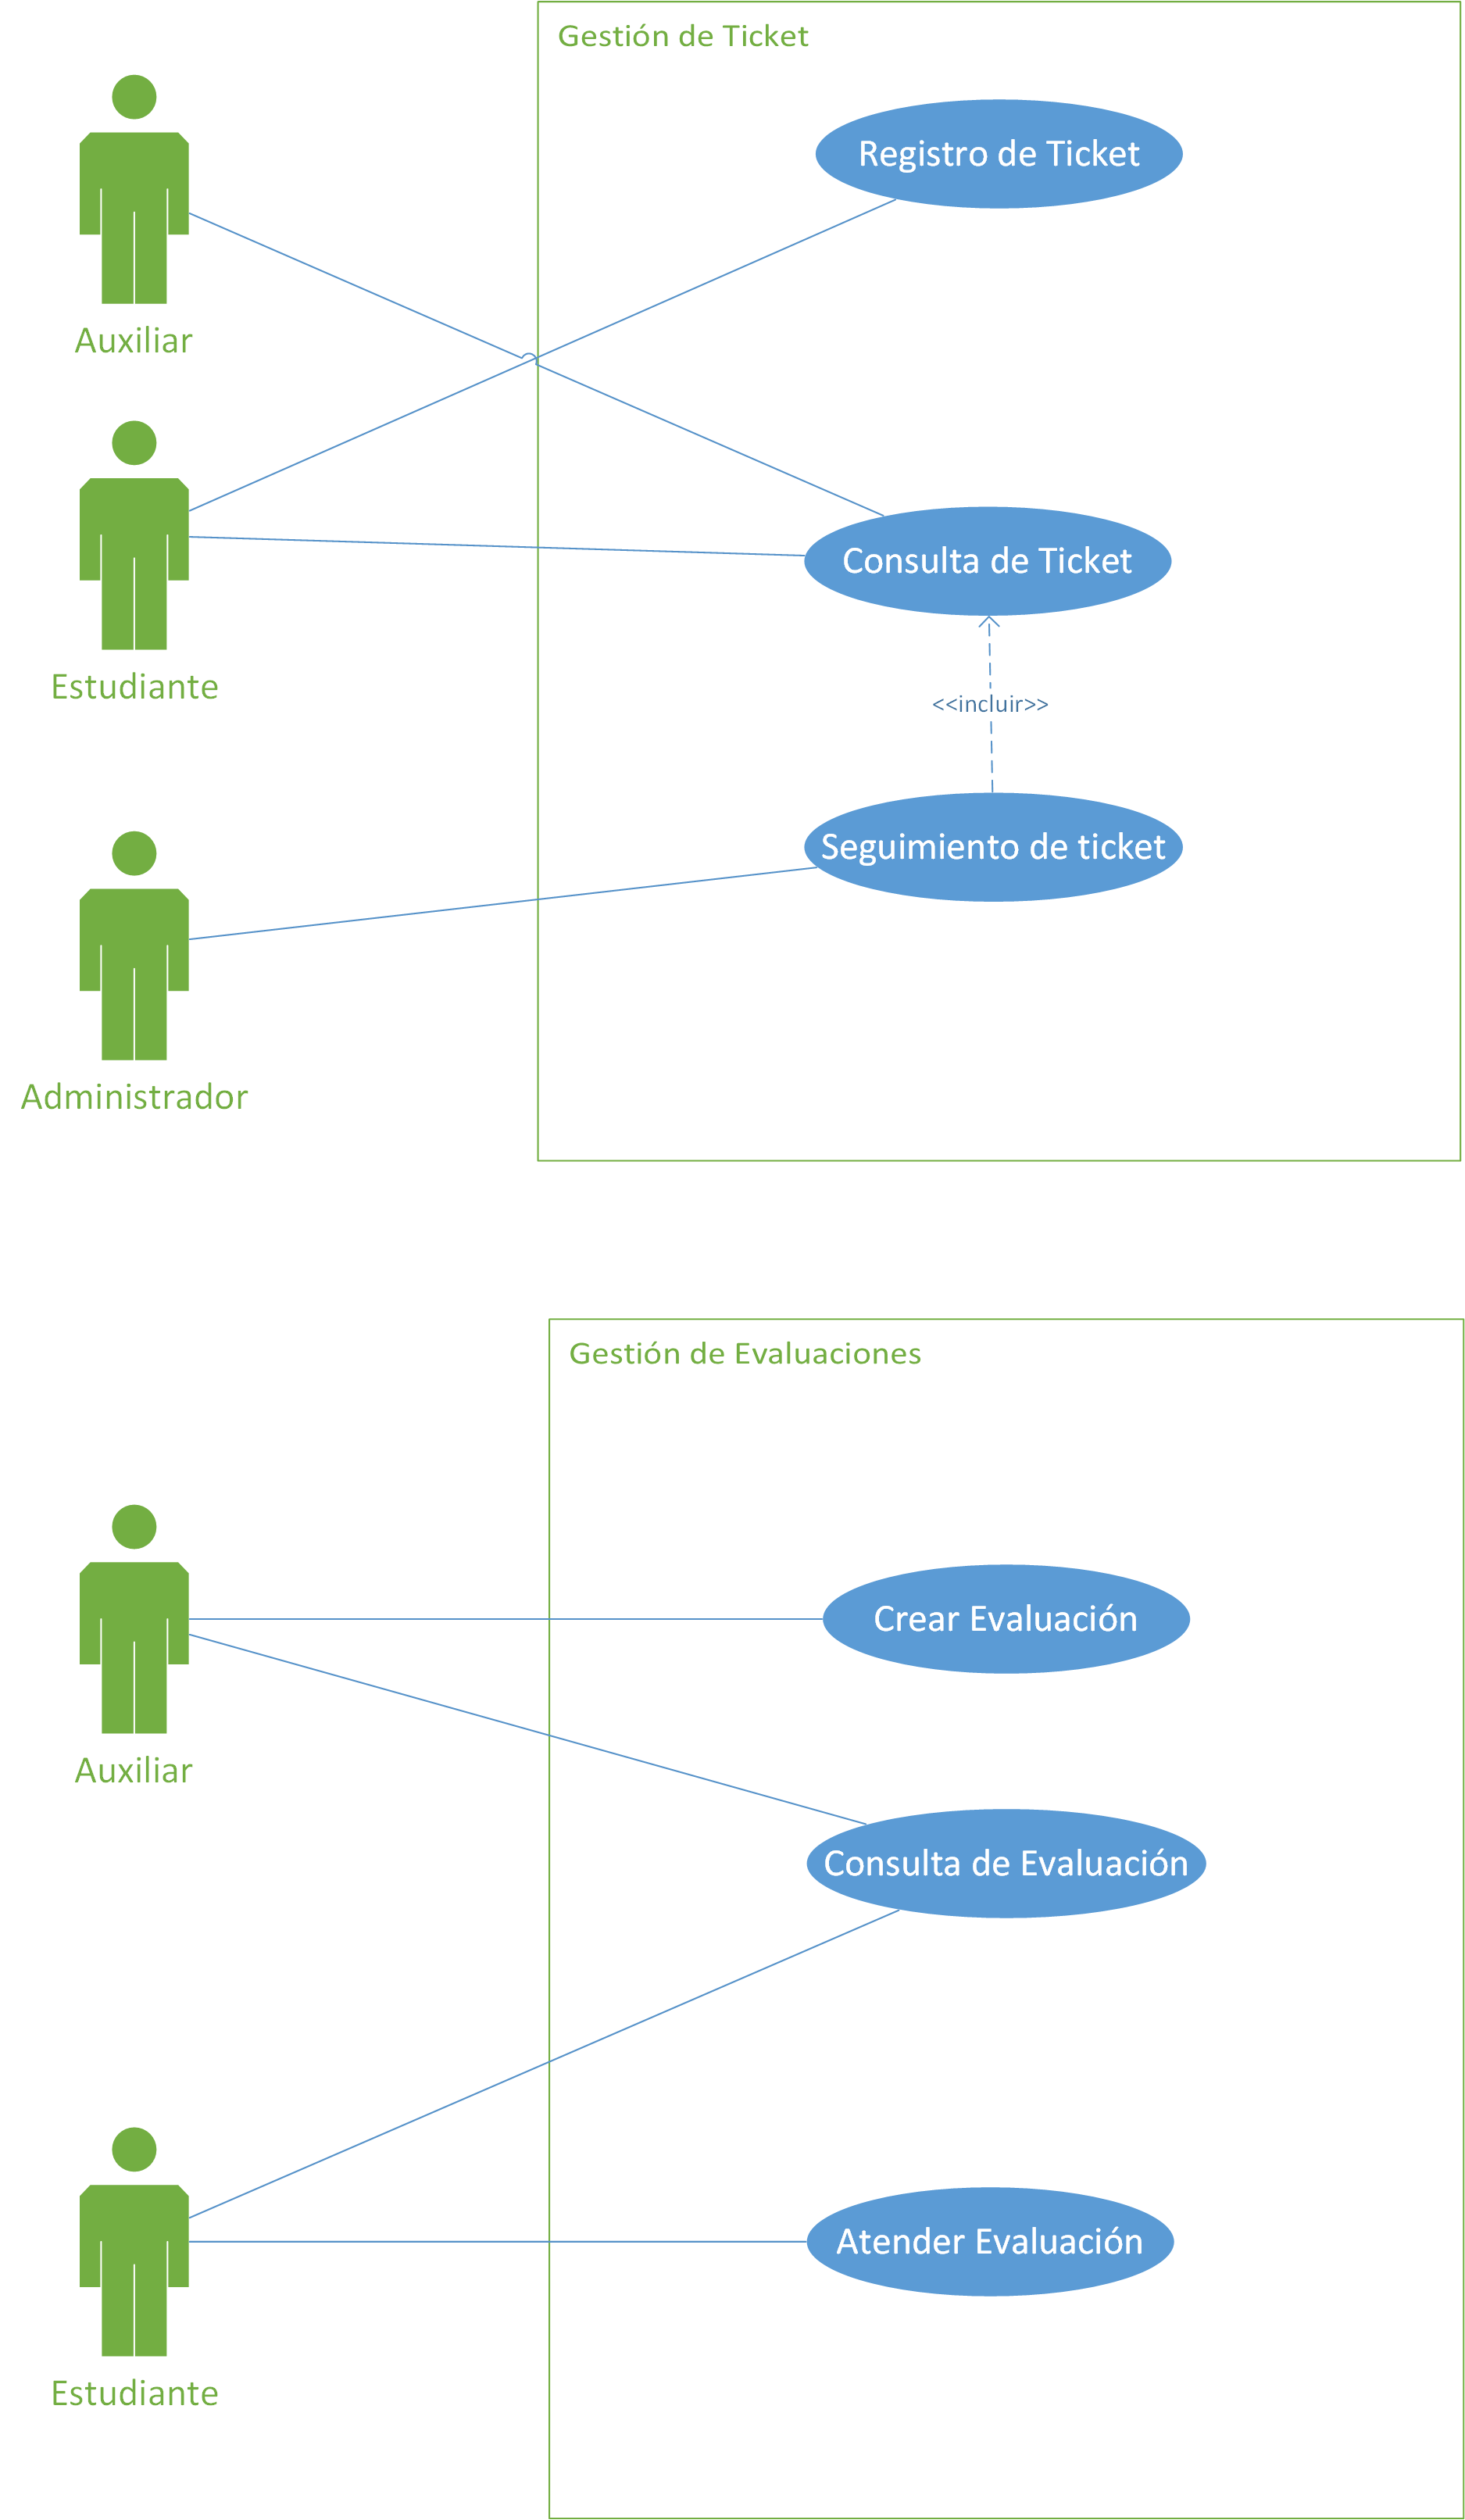 Gestión de Ticket
Registro de Ticket
Auxiliar
Consulta de Ticket
Estudiante
<<incluir>>
Seguimiento de ticket
Administrador
Gestión de Evaluaciones
Crear Evaluación
Auxiliar
Consulta de Evaluación
Atender Evaluación
Estudiante